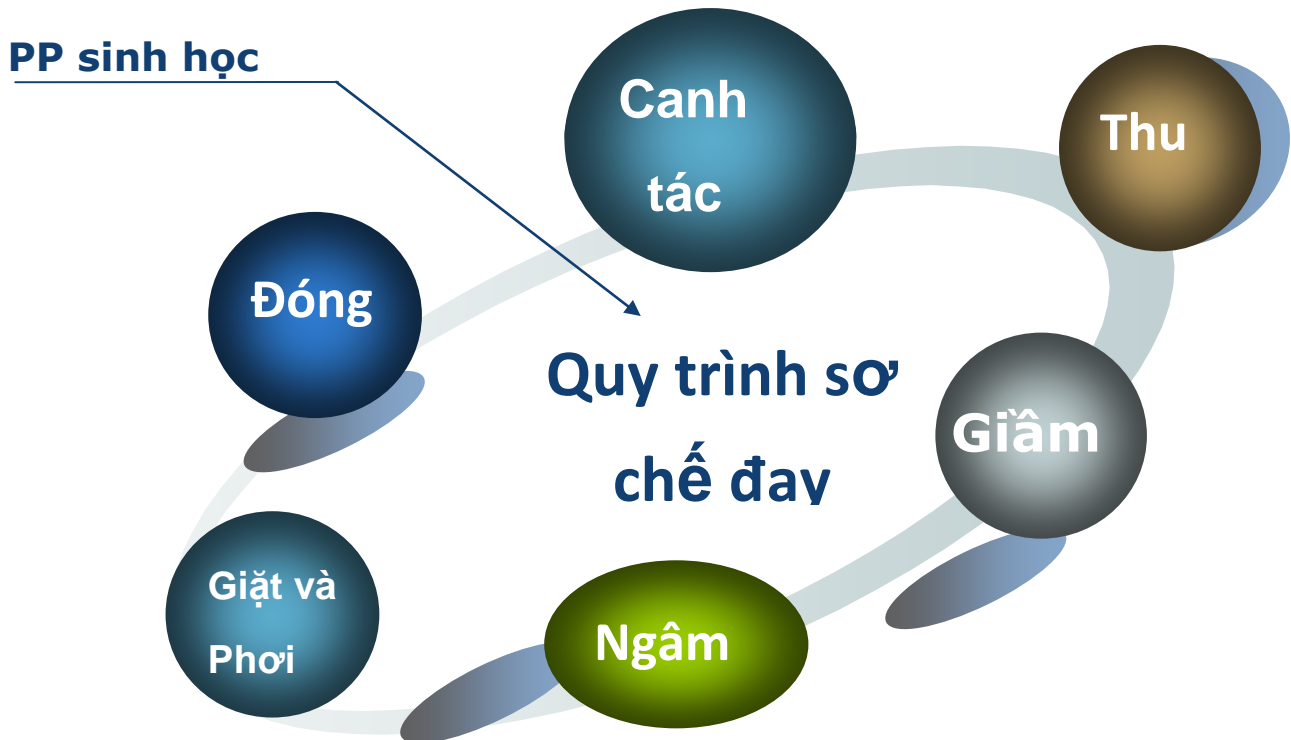 PP sinh học
Canh
tác
Thu
Đóng
Quy trình sơ
chế đay
Giầm
Giặt và
Phơi
Ngâm